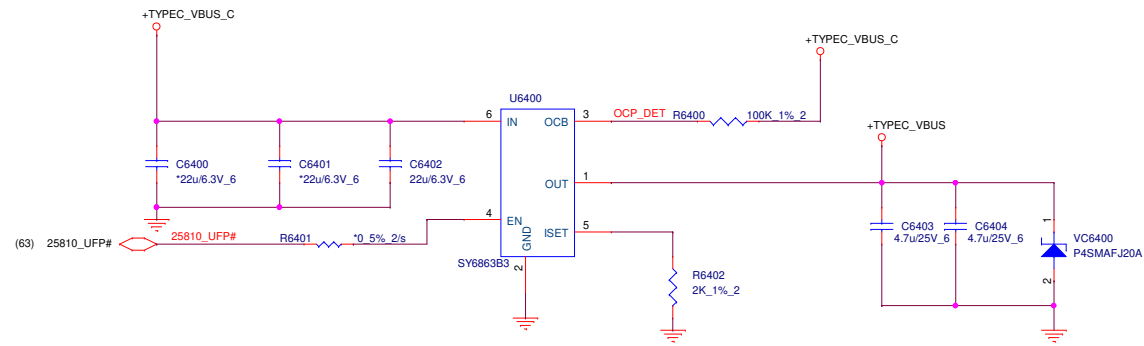 +TYPEC_VBUS_C
+TYPEC_VBUS_C
U6400
6
IN
OCB
3
OCP_DET
R6400
100K_1%_2
+TYPEC_VBUS
C6400
*22u/6.3V_6
C6401
*22u/6.3V_6
C6402
22u/6.3V_6
OUT
1
4
EN
GND
ISET
5
(63)
25810_UFP#
25810_UFP#
R6401
*0_5%_2/s
SY6863B3
2
R6402
2K_1%_2
C6403
4.7u/25V_6
C6404
4.7u/25V_6
1
VC6400
P4SMAFJ20A
2